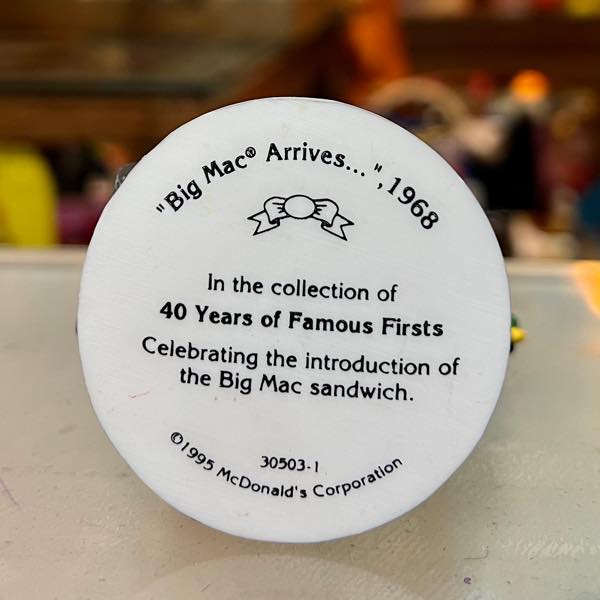 "Big Mac® Arrives... ", 1968
In the collection of
40 Years of Famous Firsts
Celebrating the introduction of
the Big Mac sandwich.
30503-1
©1995 McDonald's Corporation